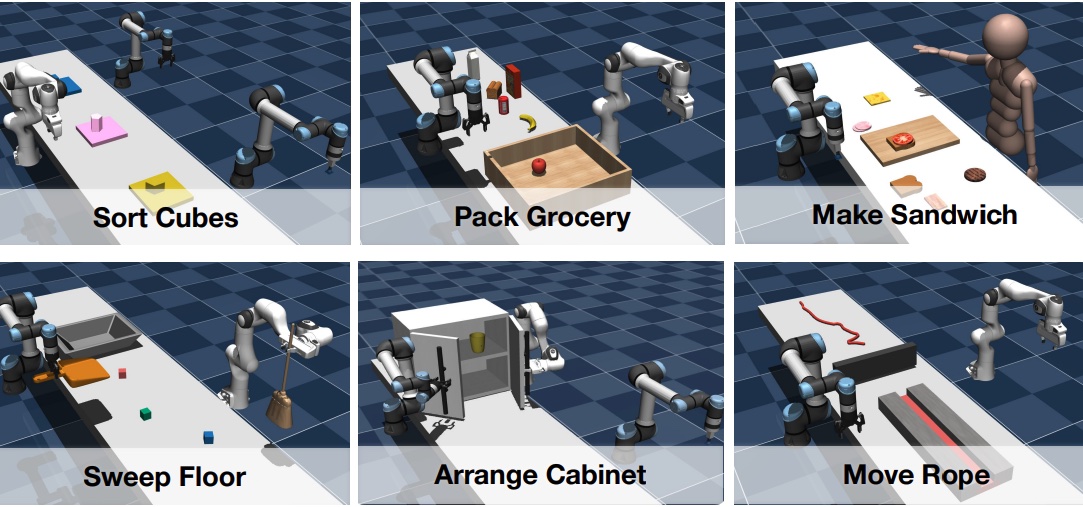 Sort Cubes
Pack Grocery
Make Sandwich
Sweep Floor
Arrange Cabinet
Move Rope